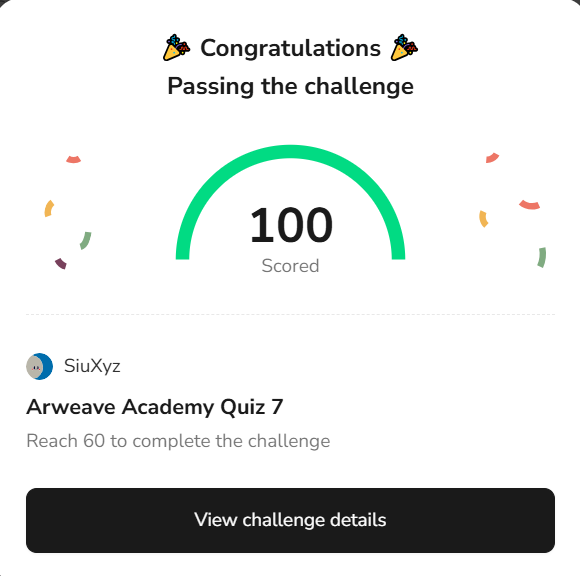 🎉 Congratulations 🎉
Passing the challenge
100
Scored
SiuXyz
Arweave Academy Quiz 7
Reach 60 to complete the challenge
View challenge details